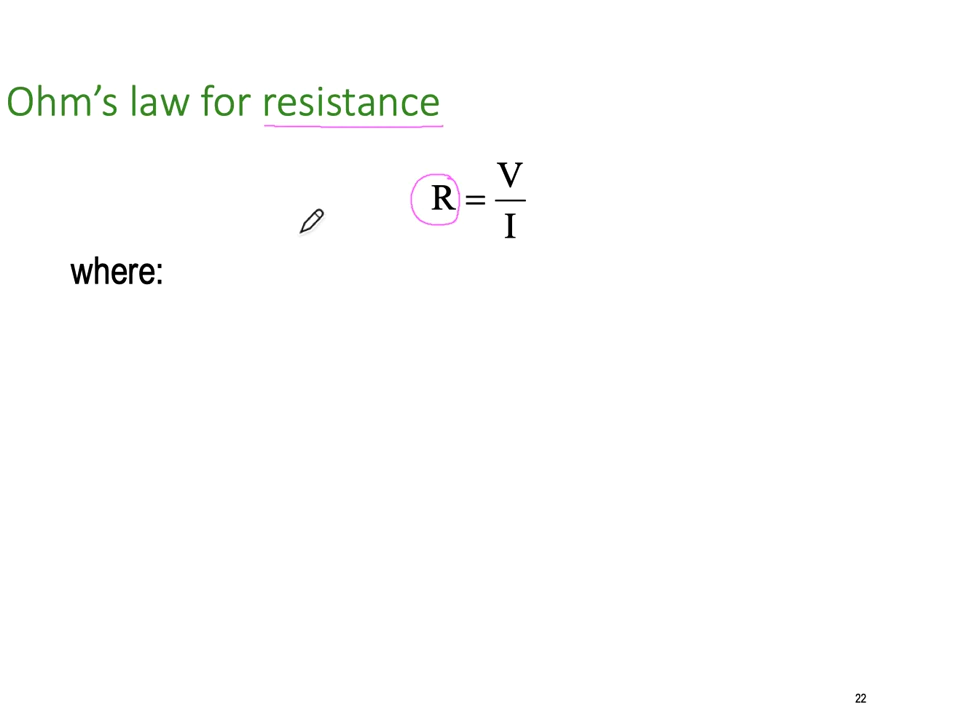 Ohm’s law for resistance
R = V/I
where:
22